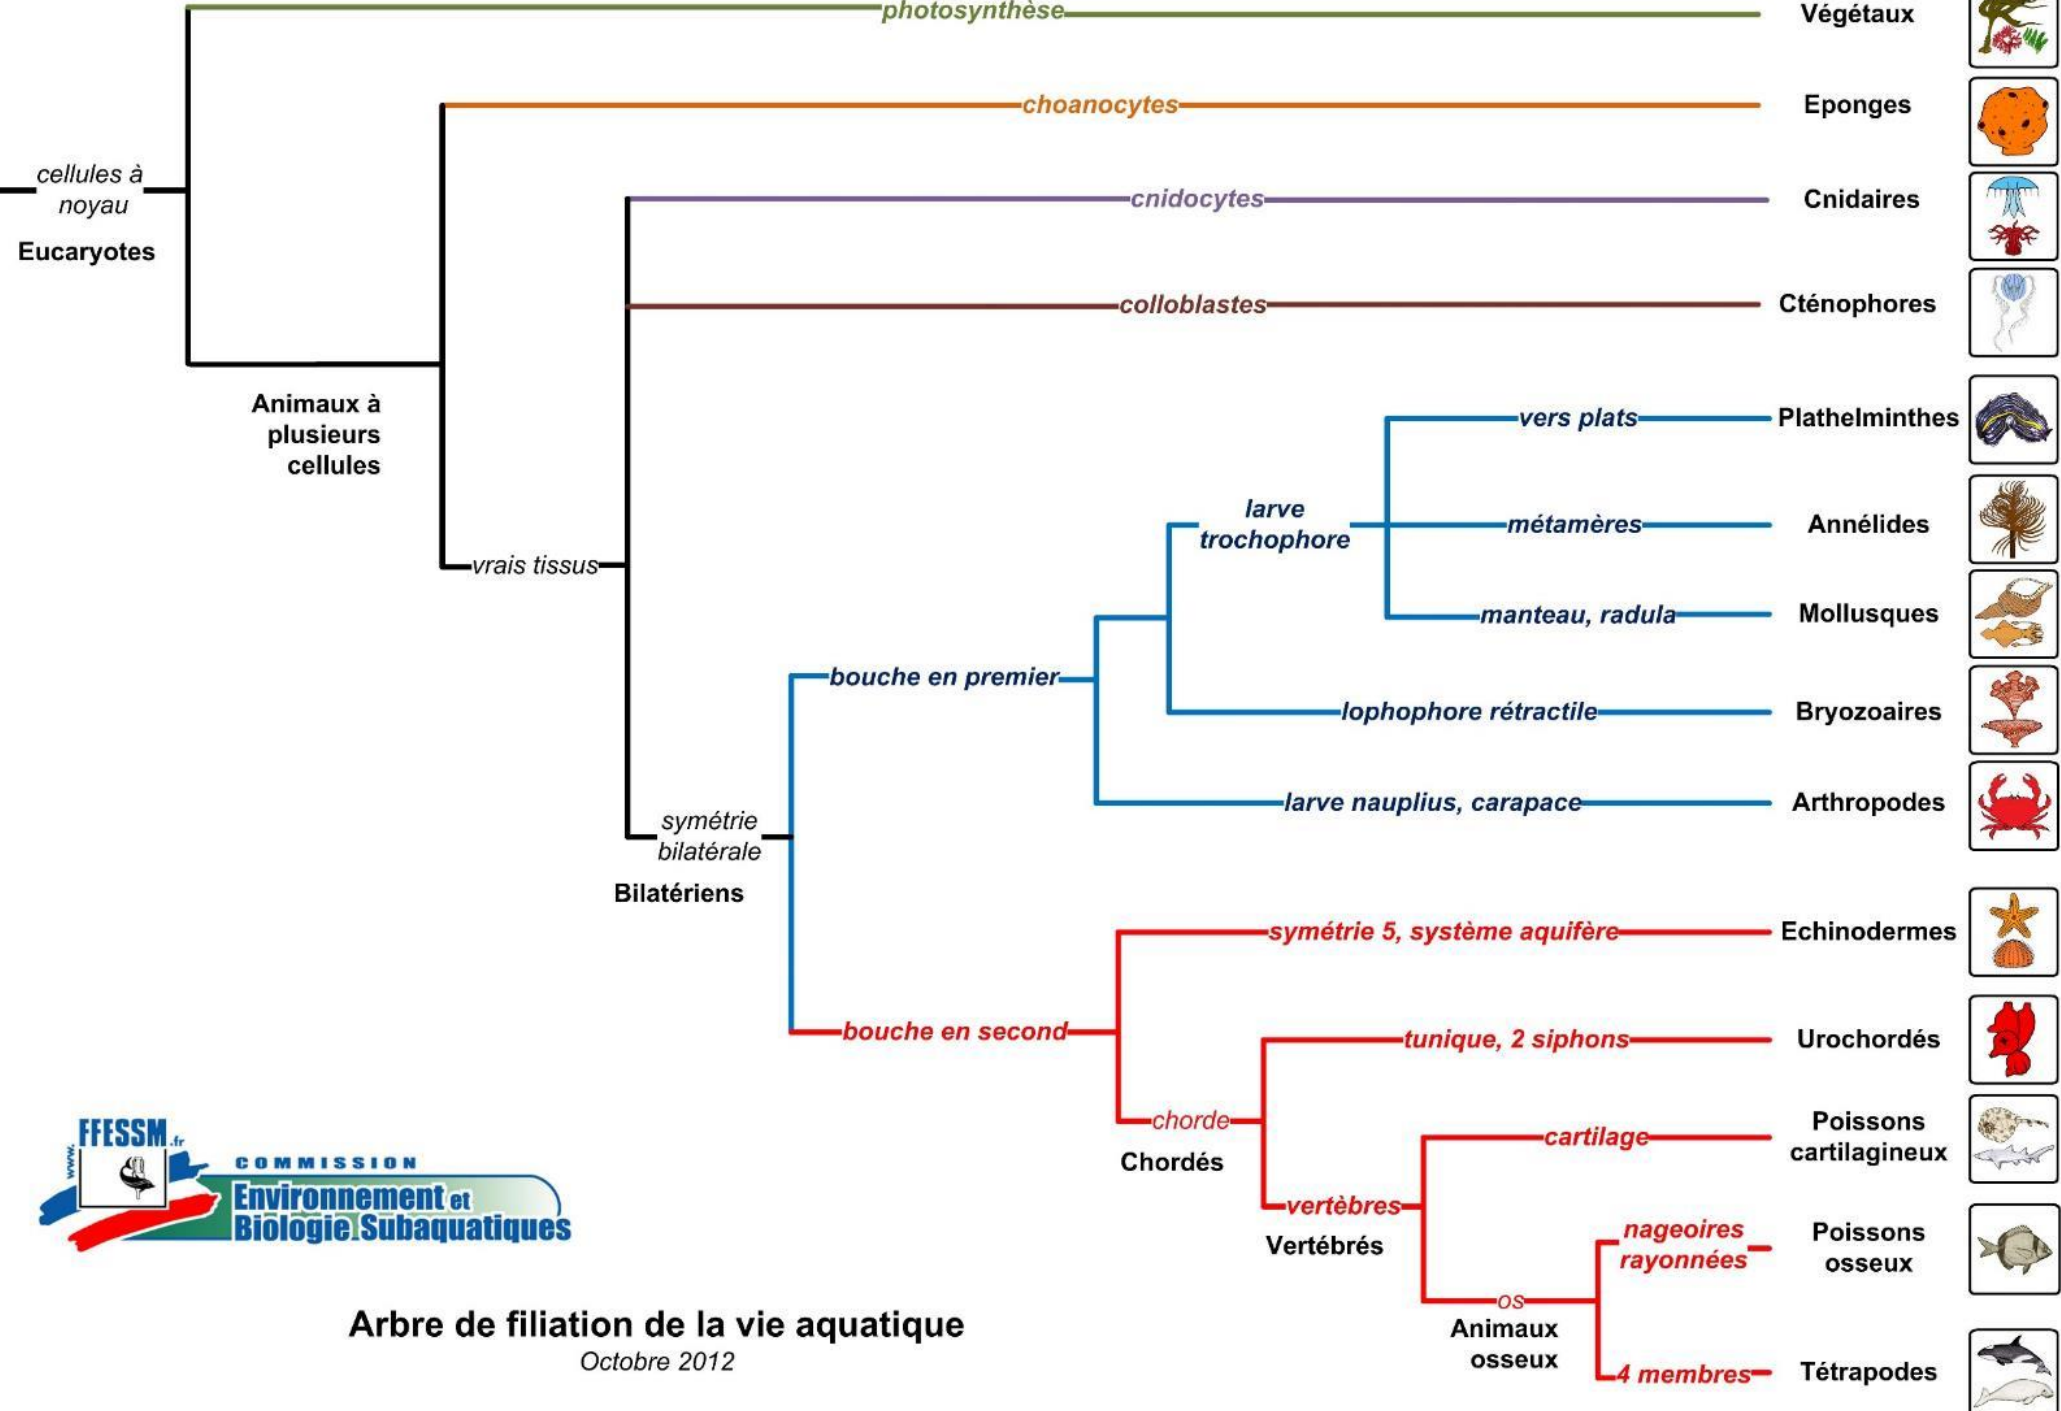 photosynthèse
Végétaux
choanocytes
Eponges
cellules à
noyau
Eucaryotes
cnidocytes
Cnidaires
colloblastes
Cténophores
Animaux à
plusieurs
cellules
vers plats
Plathelminthes
larve
trochophore
métamères
Annélides
vrais tissus
manteau, radula
Mollusques
bouche en premier
lophophore rétractile
Bryozoaires
larve nauplius, carapace
Arthropodes
symétrie
bilatérale
Bilatériens
symétrie 5, système aquifère
Echinodermes
bouche en second
tunique, 2 siphons
Urochordés
chorde
Chordés
cartilage
Poissons
cartilagineux
vertèbres
Vertébrés
nageoires
rayonnées
Poissons
osseux
os
Animaux
osseux
4 membres
Tétrapodes
www.
FFESSM.fr
COMMISSION
Environnement et
Biologie Subaquatiques
Arbre de filiation de la vie aquatique
Octobre 2012